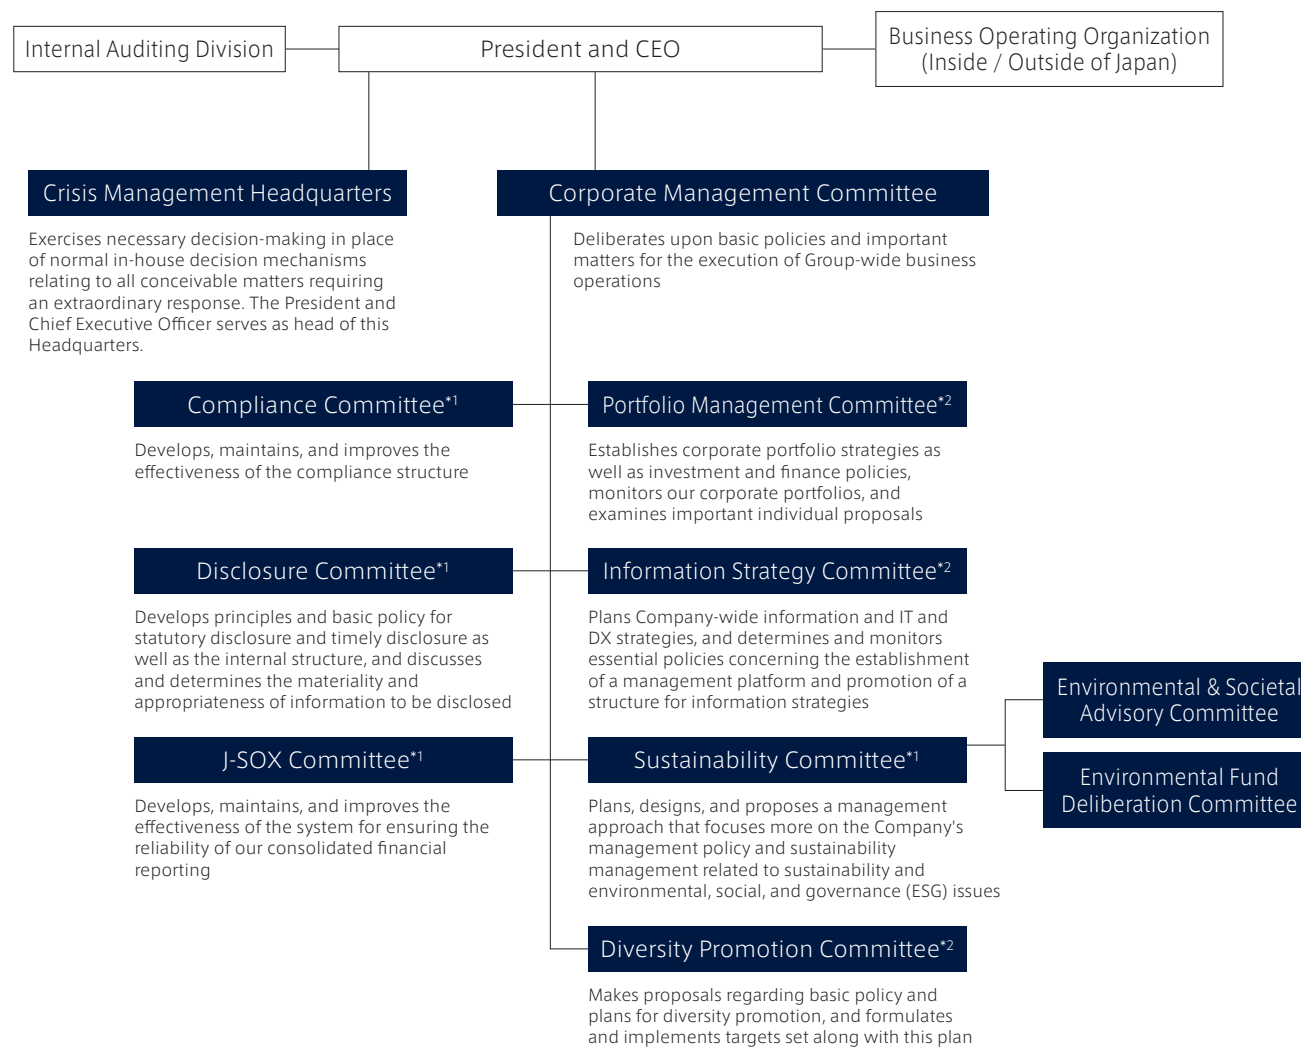 Internal Auditing Division
President and CEO
Business Operating Organization
(Inside / Outside of Japan)
Crisis Management Headquarters
Exercises necessary decision-making in place
of normal in-house decision mechanisms
relating to all conceivable matters requiring
an extraordinary response. The President and
Chief Executive Officer serves as head of this
Headquarters.
Corporate Management Committee
Deliberates upon basic policies and important
matters for the execution of Group-wide business
operations
Compliance Committee*1
Develops, maintains, and improves the
effectiveness of the compliance structure
Portfolio Management Committee*2
Establishes corporate portfolio strategies as
well as investment and finance policies,
monitors our corporate portfolios, and
examines important individual proposals
Disclosure Committee*1
Develops principles and basic policy for
statutory disclosure and timely disclosure as
well as the internal structure, and discusses
and determines the materiality and
appropriateness of information to be disclosed
Information Strategy Committee*2
Plans Company-wide information and IT and
DX strategies, and determines and monitors
essential policies concerning the establishment
of a management platform and promotion of a
structure for information strategies
J-SOX Committee*1
Develops, maintains, and improves the
effectiveness of the system for ensuring the
reliability of our consolidated financial
reporting
Sustainability Committee*1
Plans, designs, and proposes a management
approach that focuses more on the Company's
management policy and sustainability
management related to sustainability and
environmental, social, and governance (ESG) issues
Environmental & Societal
Advisory Committee
Environmental Fund
Deliberation Committee
Diversity Promotion Committee*2
Makes proposals regarding basic policy and
plans for diversity promotion, and formulates
and implements targets set along with this plan